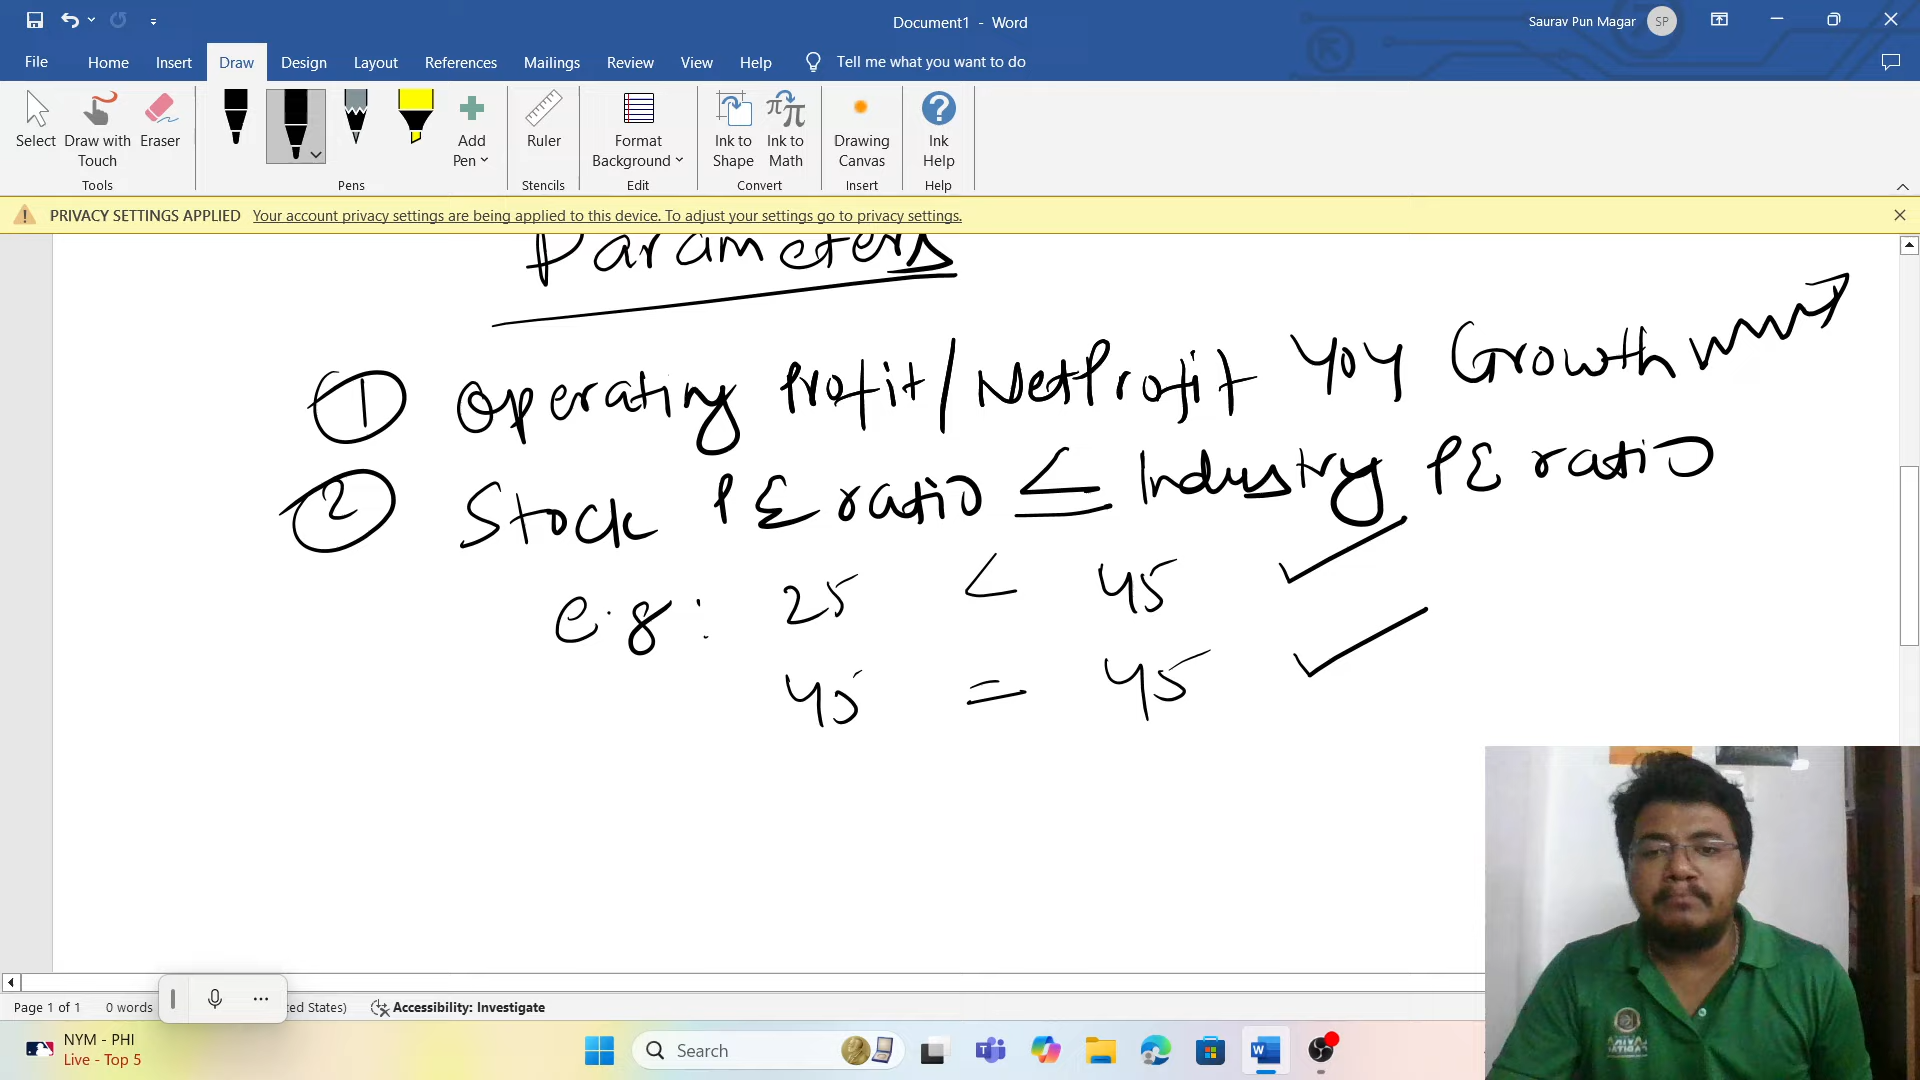 Document1 - Word
Saurav Pun Magar SP
File Home Insert Draw Design Layout References Mailings Review View Help Tell me what you want to do
Select Draw with Touch Eraser Add Pen Ruler Format Background Ink to Shape Ink to Math Drawing Canvas Ink Help
Tools Pens Stencils Edit Convert Insert Help
PRIVACY SETTINGS APPLIED Your account privacy settings are being applied to this device. To adjust your settings go to privacy settings.
Parameters
① Operating Profit/NetProfit YoY Growth
② Stock PE ratio ≤ Industry PE ratio
e.g: 25 < 45 ✓
45 = 45 ✓
Page 1 of 1 0 words ed States) Accessibility: Investigate
NYM - PHI
Live - Top 5
Search